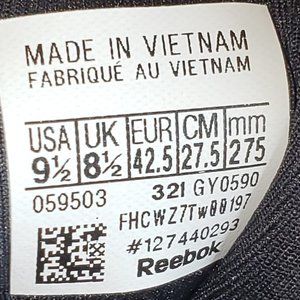 MADE IN VIETNAM
FABRIQUÉ AU VIETNAM
USA UK EUR CM mm
9½ 8½ 42.5 27.5 275
059503 32I GY0590
FHCWZ7Tw00197
#127440293
Reebok